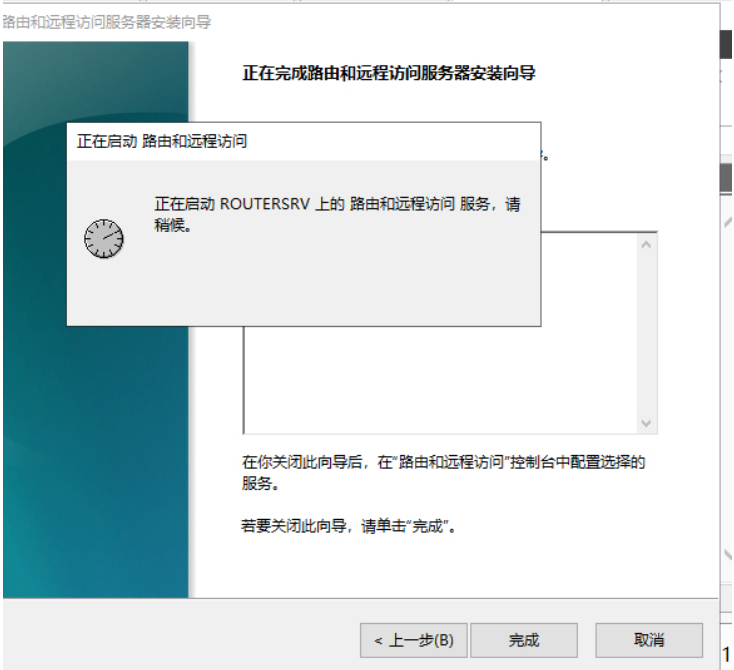 路由和远程访问服务器安装向导
正在完成路由和远程访问服务器安装向导
正在启动 路由和远程访问
正在启动 ROUTERSRV 上的 路由和远程访问 服务，请
稍候。
在你关闭此向导后，在"路由和远程访问"控制台中配置选择的
服务。
若要关闭此向导，请单击"完成"。
< 上一步(B)
完成
取消
1